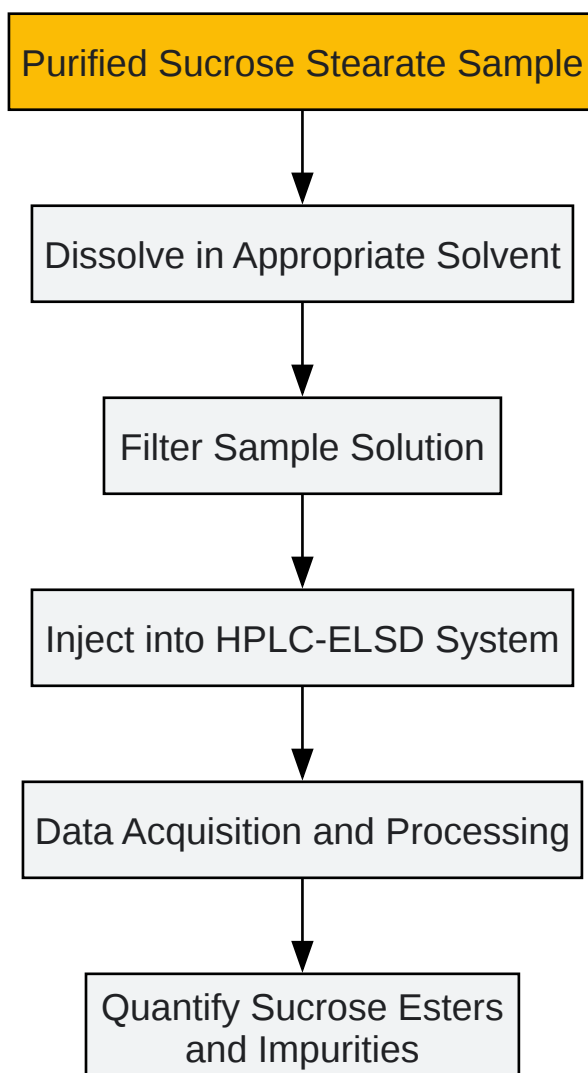 Purified Sucrose Stearate Sample
Dissolve in Appropriate Solvent
Filter Sample Solution
Inject into HPLC-ELSD System
Data Acquisition and Processing
Quantify Sucrose Esters
and Impurities